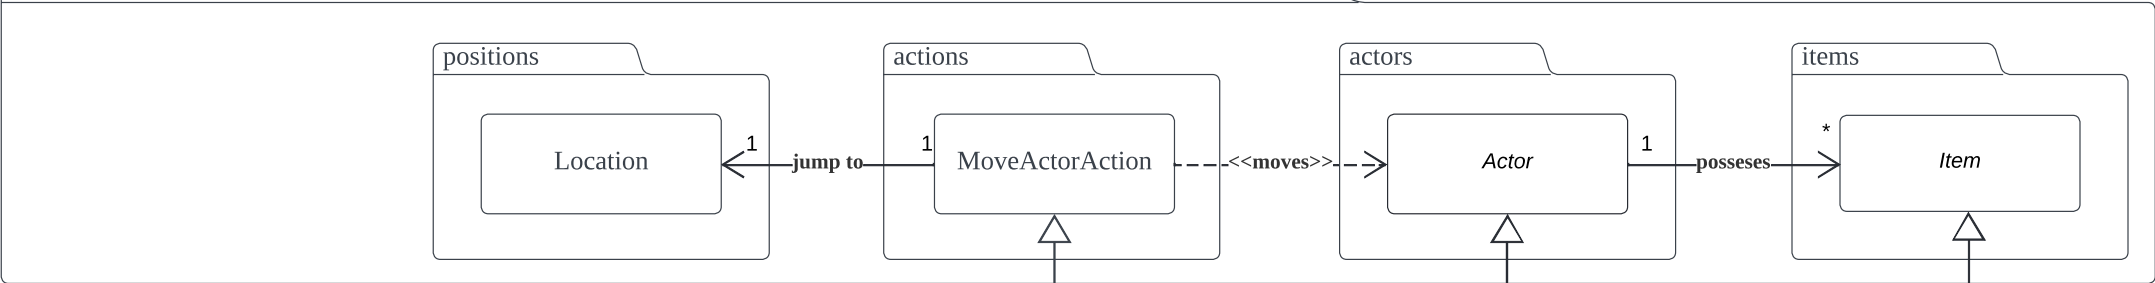 positions
actions
actors
items
Location
1
jump to
1
MoveActorAction
<<moves>>
Actor
1
posseses
*
Item